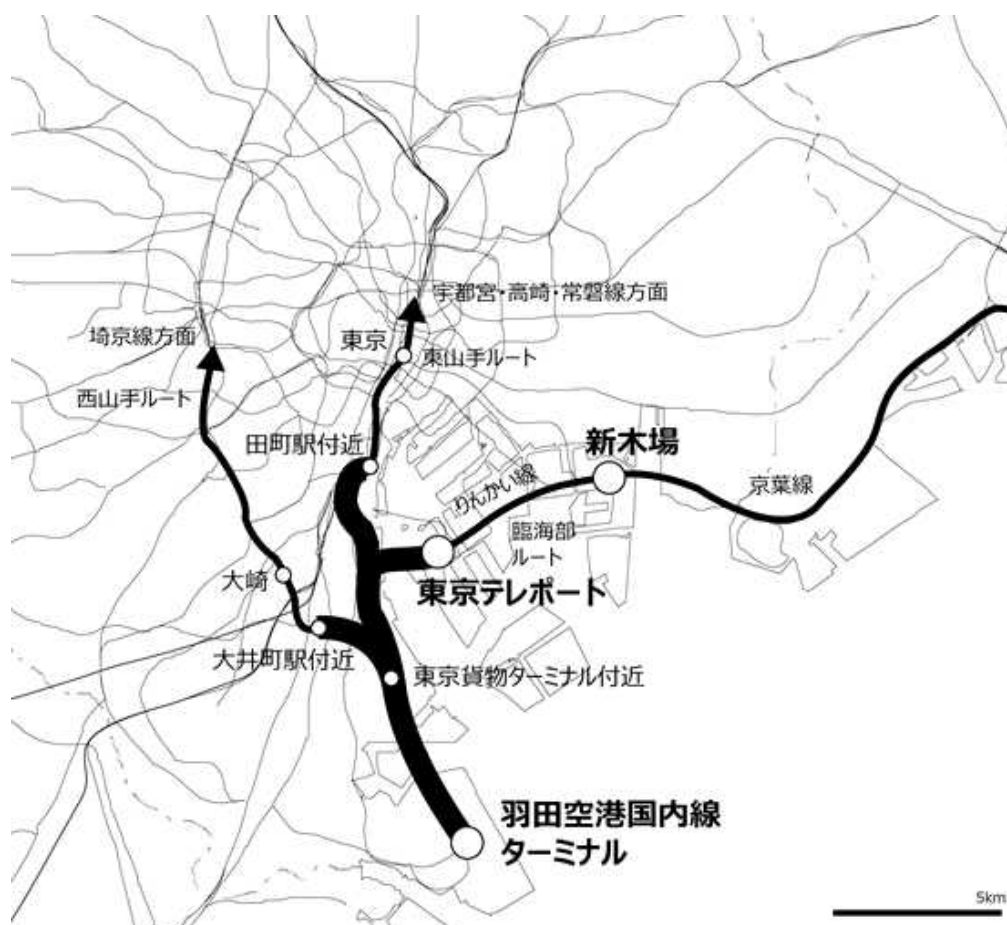 宇都宮・高崎・常磐線方面
埼京線方面
東京
東山手ルート
西山手ルート
田町駅付近
新木場
りんかい線
京葉線
臨海部
ルート
大崎
東京テレポート
大井町駅付近
東京貨物ターミナル付近
羽田空港国内線
ターミナル
5km